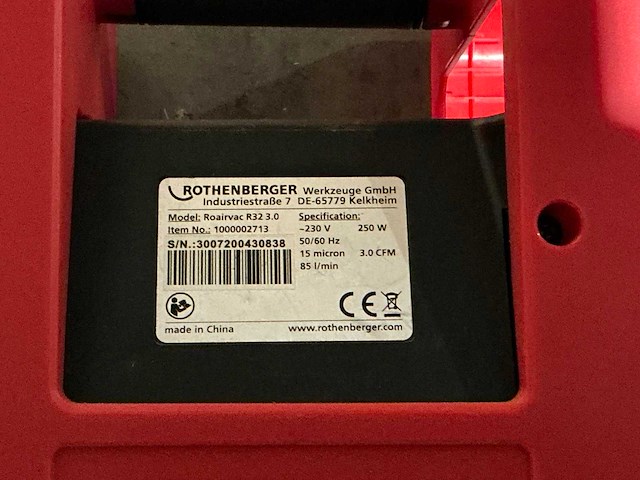 ROTHENBERGER Werkzeuge GmbH
Industriestraße 7 DE-65779 Kelkheim
Model: Roairvac R32 3.0
Item No.: 1000002713
S/N.:3007200430838
Specification:
~230 V 250 W
50/60 Hz
15 micron 3.0 CFM
85 l/min
CE
made in China
www.rothenberger.com